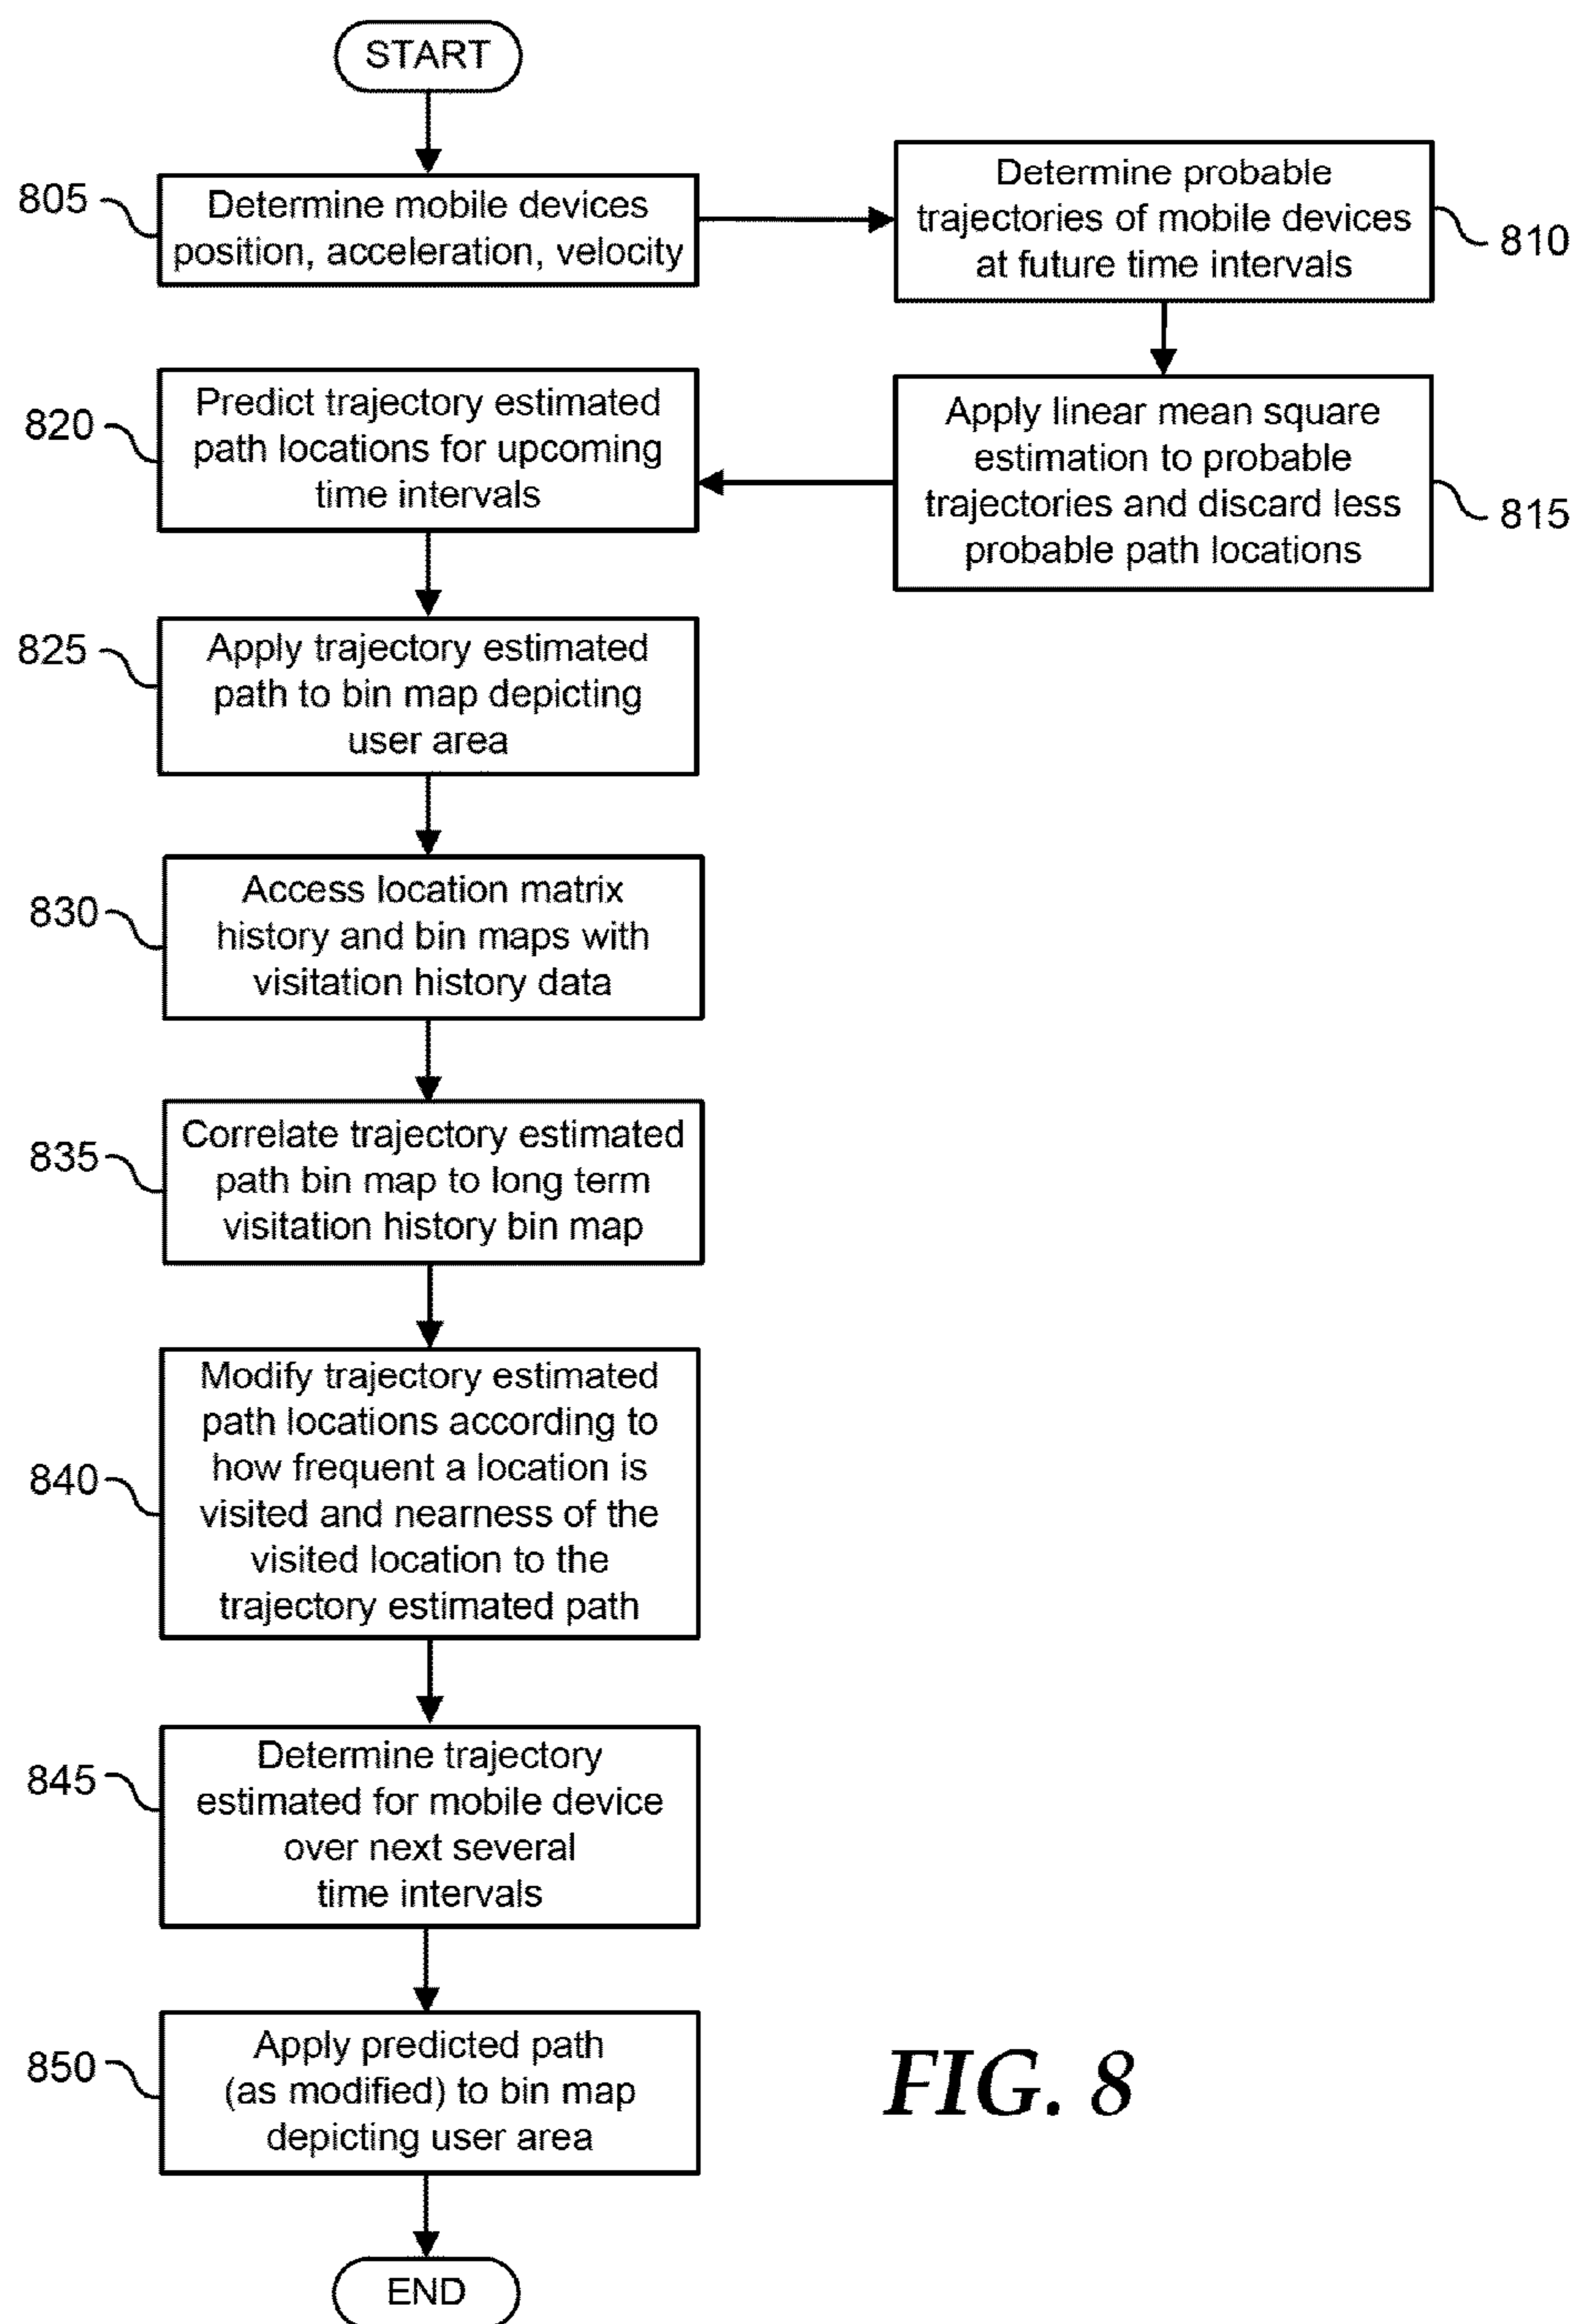 START
805
Determine mobile devices
position, acceleration, velocity
Determine probable
trajectories of mobile devices
at future time intervals
810
820
Predict trajectory estimated
path locations for upcoming
time intervals
Apply linear mean square
estimation to probable
trajectories and discard less
probable path locations
815
825
Apply trajectory estimated
path to bin map depicting
user area
830
Access location matrix
history and bin maps with
visitation history data
835
Correlate trajectory estimated
path bin map to long term
visitation history bin map
840
Modify trajectory estimated
path locations according to
how frequent a location is
visited and nearness of the
visited location to the
trajectory estimated path
845
Determine trajectory
estimated for mobile device
over next several
time intervals
850
Apply predicted path
(as modified) to bin map
depicting user area
FIG. 8
END